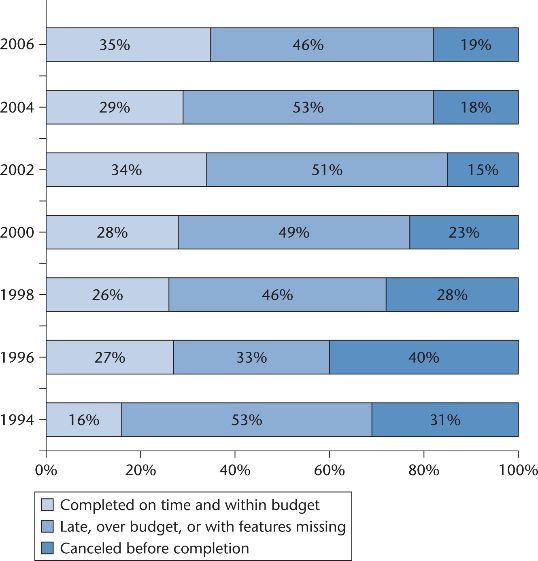 2006 35% 46% 19%
2004 29% 53% 18%
2002 34% 51% 15%
2000 28% 49% 23%
1998 26% 46% 28%
1996 27% 33% 40%
1994 16% 53% 31%
0% 20% 40% 60% 80% 100%
Completed on time and within budget
Late, over budget, or with features missing
Canceled before completion